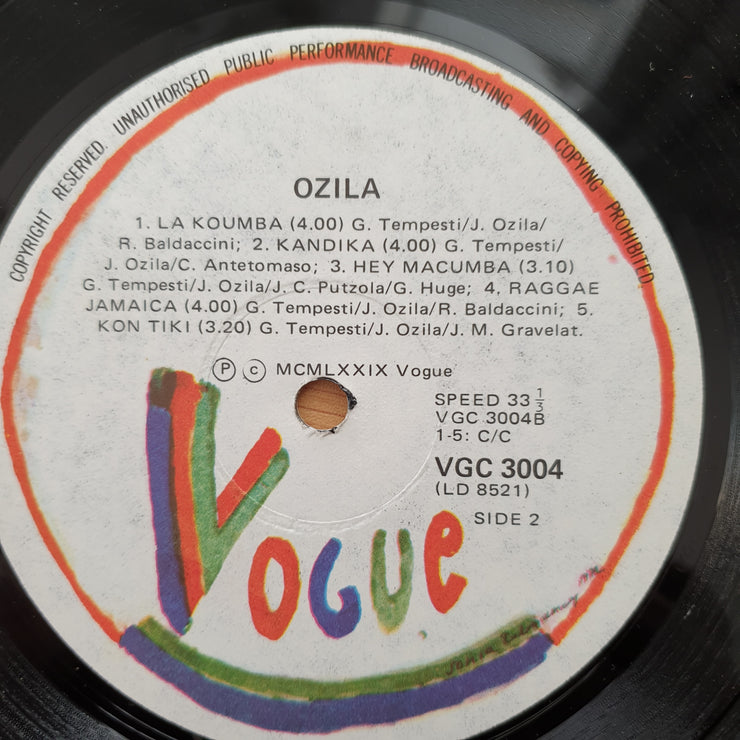 COPYRIGHT RESERVED. UNAUTHORISED PUBLIC PERFORMANCE BROADCASTING AND COPYING PROHIBITED
OZILA
1. LA KOUMBA (4.00) G. Tempesti/J. Ozila/
R. Baldaccini; 2. KANDIKA (4.00) G. Tempesti/
J. Ozila/C. Antetomaso; 3. HEY MACUMBA (3.10)
G. Tempesti/J. Ozila/J. C. Putzola/G. Huge; 4. RAGGAE
JAMAICA (4.00) G. Tempesti/J. Ozila/R. Baldaccini; 5.
KON TIKI (3.20) G. Tempesti/J. Ozila/J. M. Gravelat.
Ⓟ ⓒ MCMLXXIX Vogue
SPEED 33 1/3
VGC 3004B
1-5: C/C
VGC 3004
(LD 8521)
SIDE 2
VOGUE